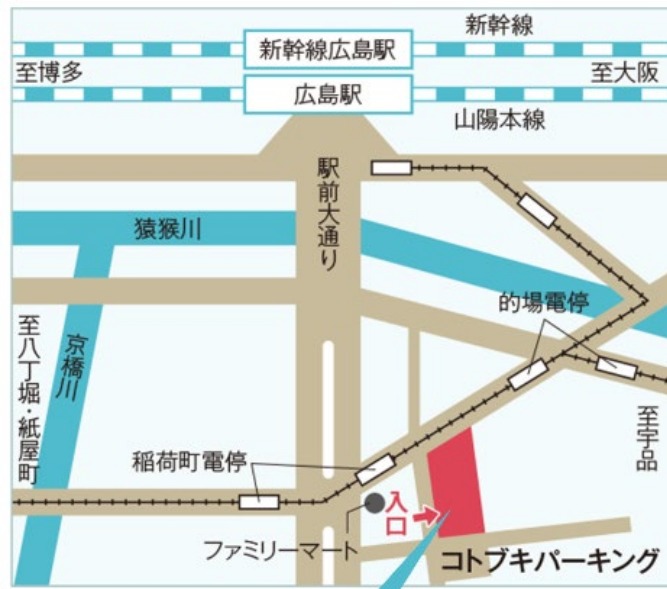 新幹線
新幹線広島駅
至博多
至大阪
広島駅
山陽本線
駅前大通り
猿猴川
的場電停
至八丁堀・紙屋町
京橋川
至宇品
稲荷町電停
入口
ファミリーマート
コトブキパーキング